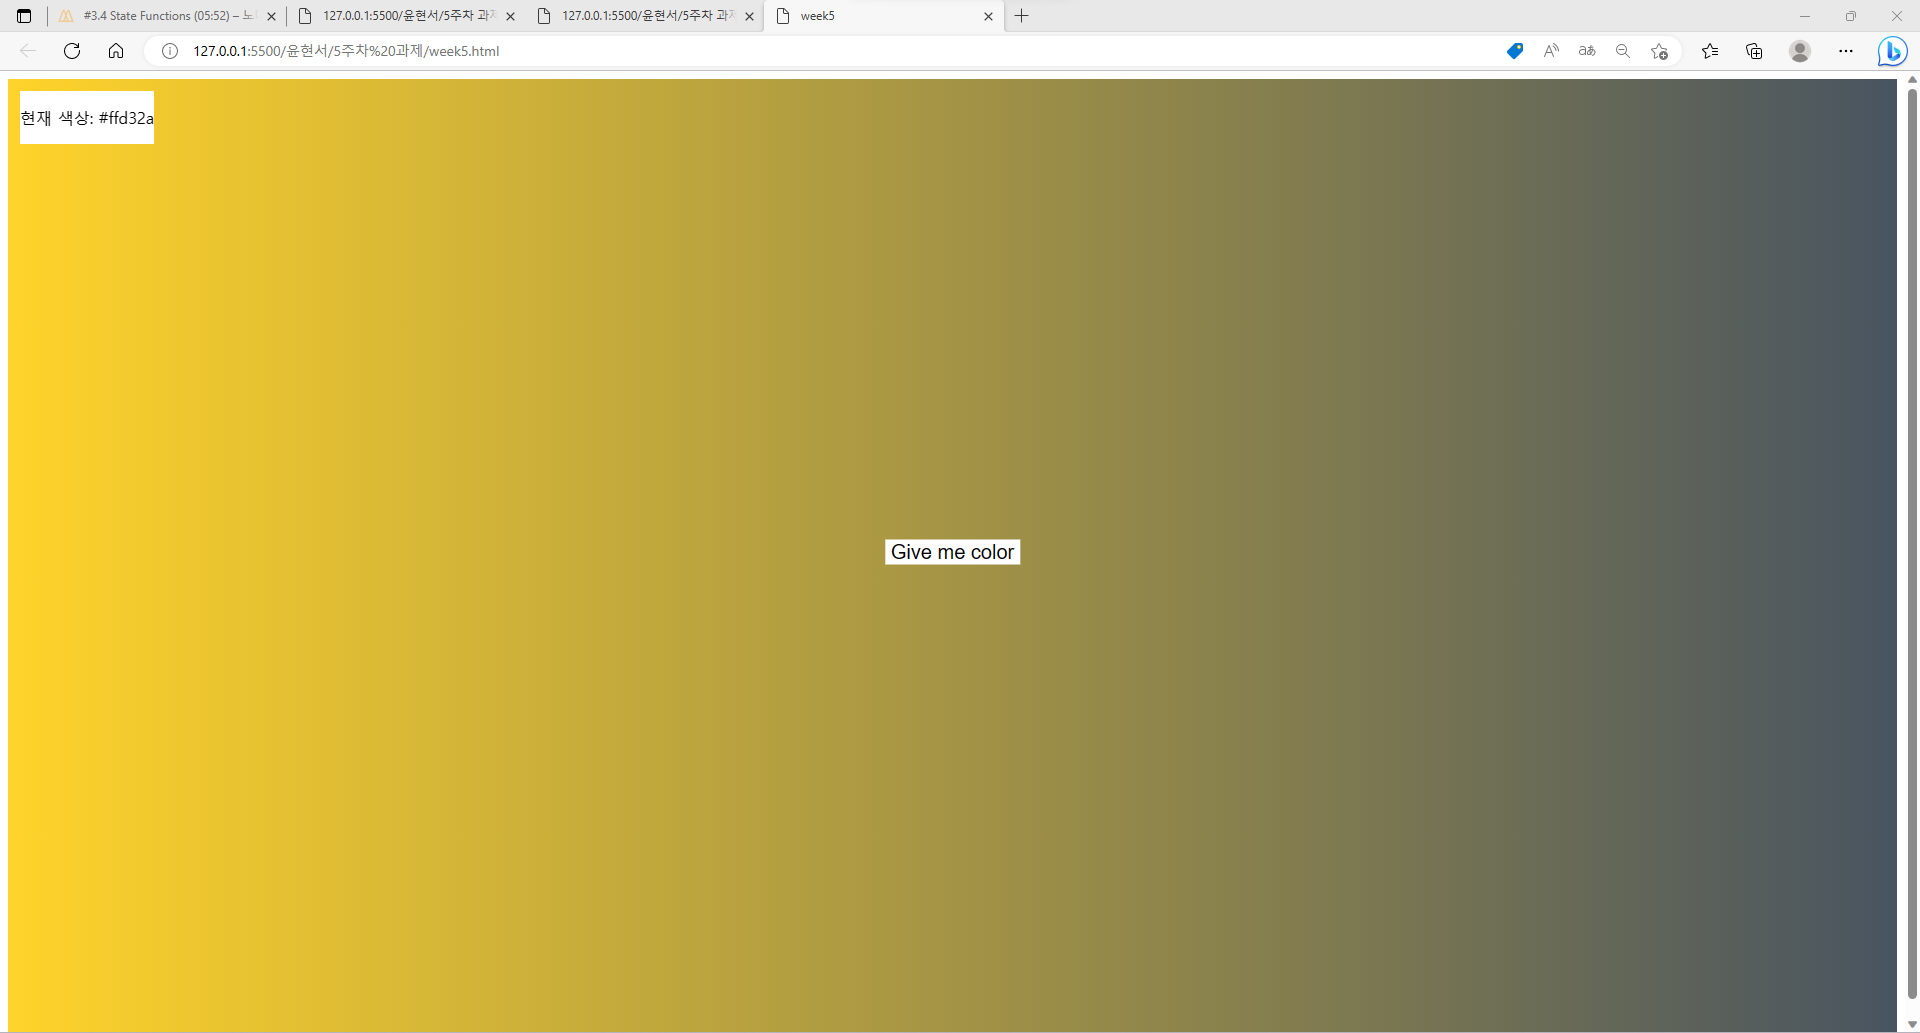 #3.4 State Functions (05:52) – 노
127.0.0.1:5500/윤현서/5주차 과제
127.0.0.1:5500/윤현서/5주차 과제
week5
127.0.0.1:5500/윤현서/5주차%20과제/week5.html
현재 색상: #ffd32a
Give me color